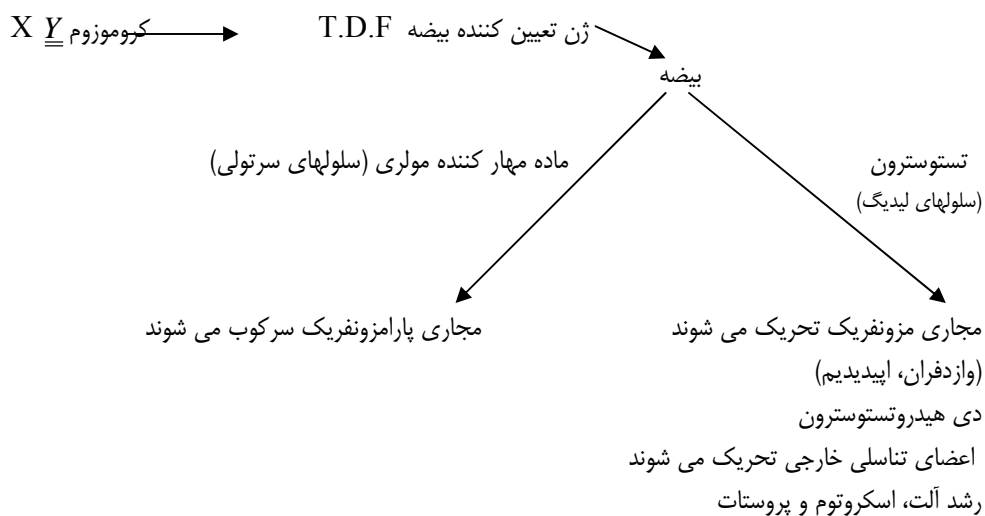 کروموزوم X Y
ژن تعیین کننده بیضه T.D.F
بیضه
تستوسترون
(سلولهای لیدیگ)
ماده مهار کننده مولری (سلولهای سرتولی)
مجاری مزونفریک تحریک می شوند
(وازدفران، اپیدیدیم)
دی هیدروتستوسترون
اعضای تناسلی خارجی تحریک می شوند
رشد آلت، اسکروتوم و پروستات
مجاری پارامزونفریک سرکوب می شوند